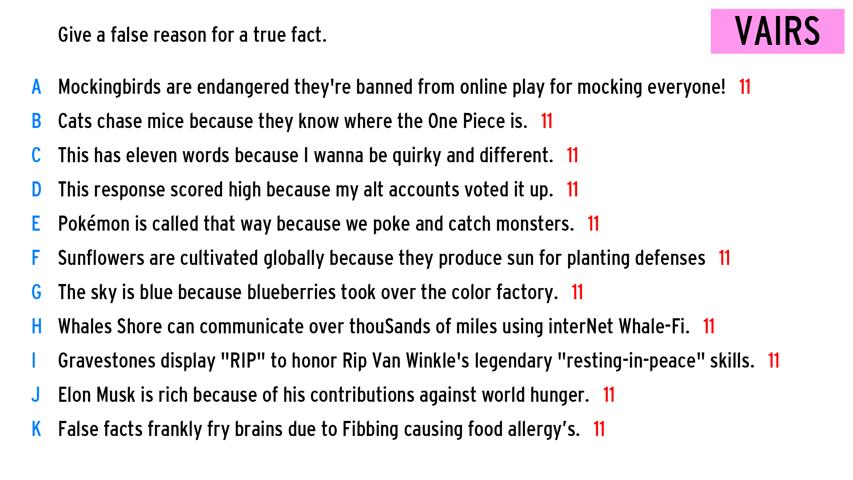 Give a false reason for a true fact.
VAIRS
A Mockingbirds are endangered they're banned from online play for mocking everyone! 11
B Cats chase mice because they know where the One Piece is. 11
C This has eleven words because I wanna be quirky and different. 11
D This response scored high because my alt accounts voted it up. 11
E Pokémon is called that way because we poke and catch monsters. 11
F Sunflowers are cultivated globally because they produce sun for planting defenses 11
G The sky is blue because blueberries took over the color factory. 11
H Whales Shore can communicate over thouSands of miles using interNet Whale-Fi. 11
I Gravestones display "RIP" to honor Rip Van Winkle's legendary "resting-in-peace" skills. 11
J Elon Musk is rich because of his contributions against world hunger. 11
K False facts frankly fry brains due to Fibbing causing food allergy’s. 11